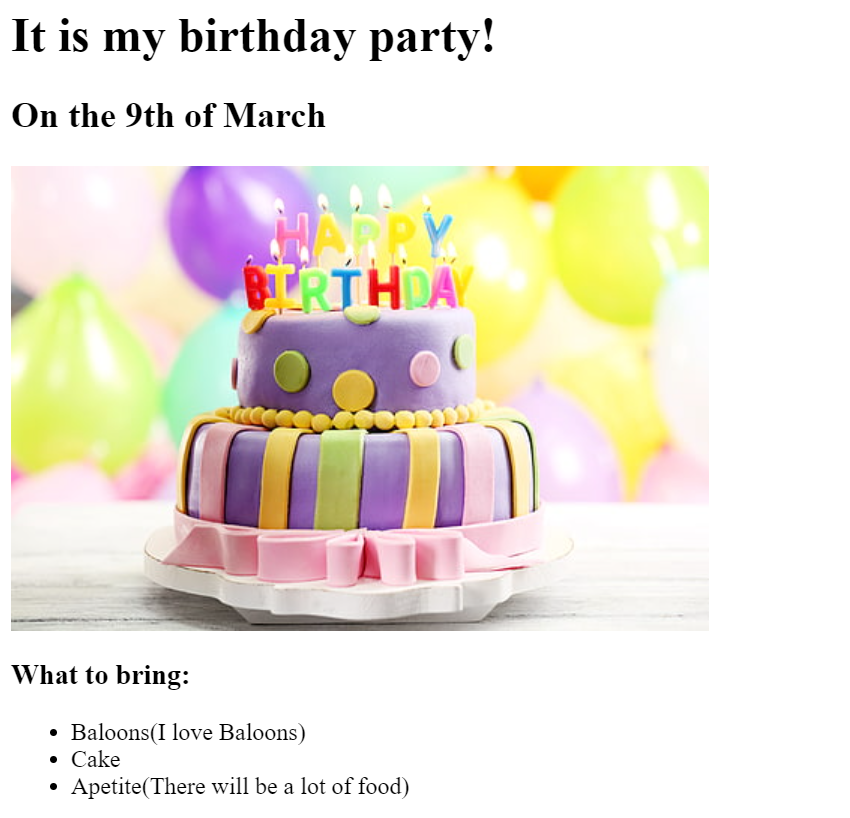 It is my birthday party!
On the 9th of March
HAPPY
BIRTHDAY
What to bring:
Baloons(I love Baloons)
Cake
Apetite(There will be a lot of food)